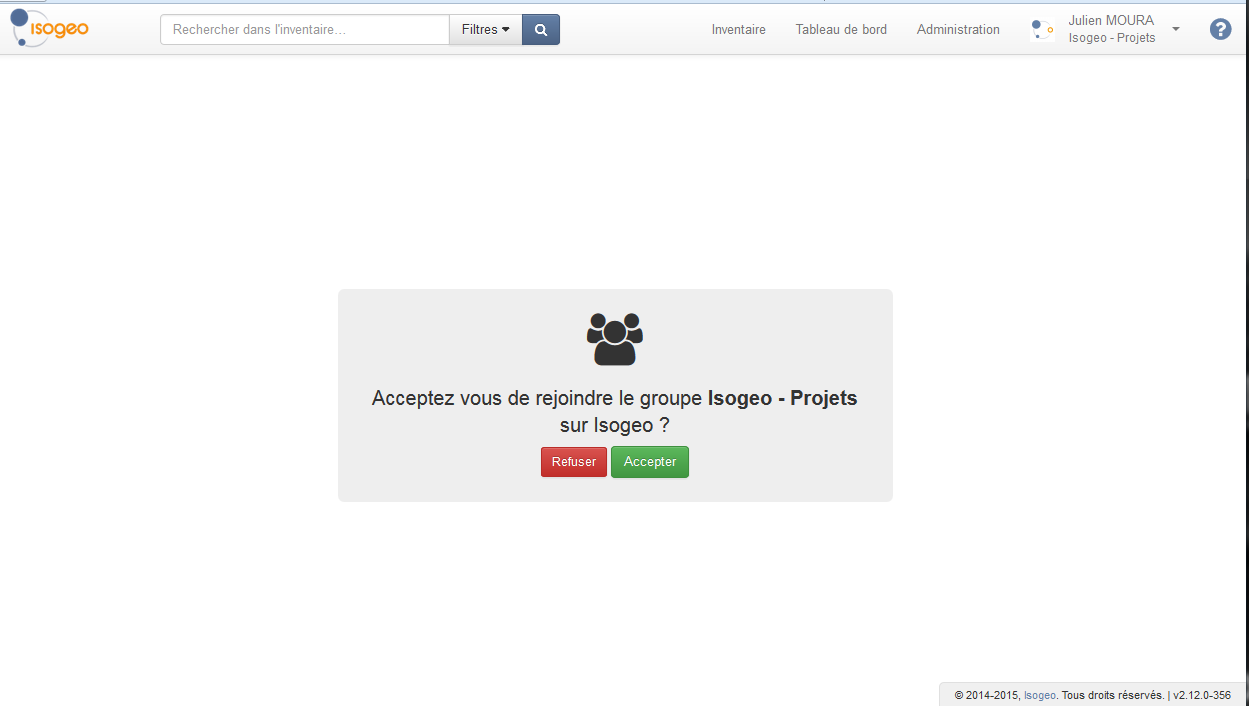 Isogeo
Rechercher dans l'inventaire...
Filtres
Inventaire
Tableau de bord
Administration
Julien MOURA
Isogeo - Projets
?
Acceptez vous de rejoindre le groupe Isogeo - Projets
sur Isogeo ?
Refuser
Accepter
© 2014-2015, Isogeo. Tous droits réservés. | v2.12.0-356